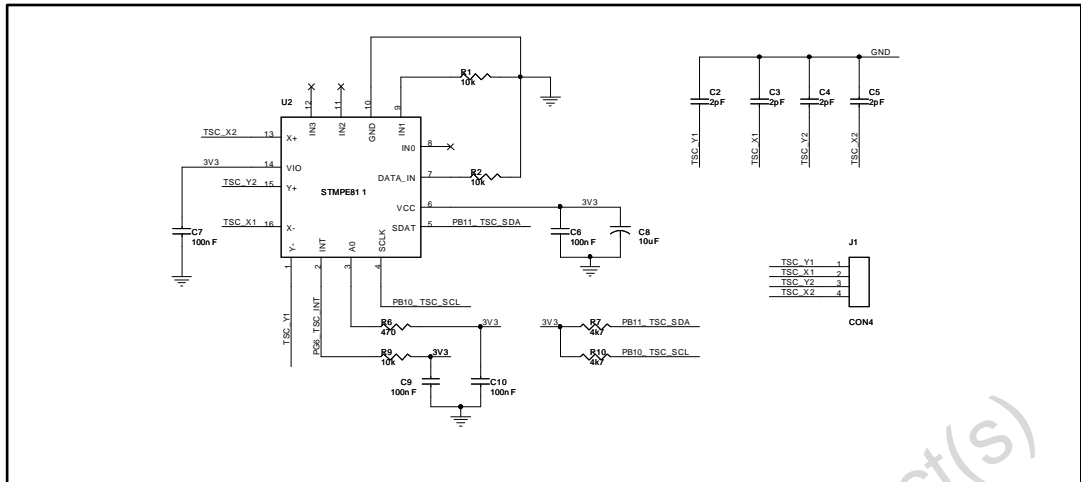 GND
R1
10k
C2
2pF
C3
2pF
C4
2pF
C5
2pF
TSC_Y1
TSC_X1
TSC_Y2
TSC_X2
U2
12
11
10
9
IN3
IN2
GND
IN1
TSC_X2
13
X+
IN0
8
3V3
14
VIO
R2
10k
DATA_IN
7
TSC_Y2
15
Y+
STMPE811
VCC
6
3V3
TSC_X1
16
X-
SDAT
5
PB11_TSC_SDA
C7
100nF
Y-
INT
A0
SCLK
1
2
3
4
C6
100nF
C8
10uF
TSC_Y1
PG6_TSC_INT
PB10_TSC_SCL
R6
470
3V3
R9
10k
3V3
C9
100nF
C10
100nF
3V3
R7
4k7
PB11_TSC_SDA
R10
4k7
PB10_TSC_SCL
J1
TSC_Y1
1
TSC_X1
2
TSC_Y2
3
TSC_X2
4
CON4
ct(s)